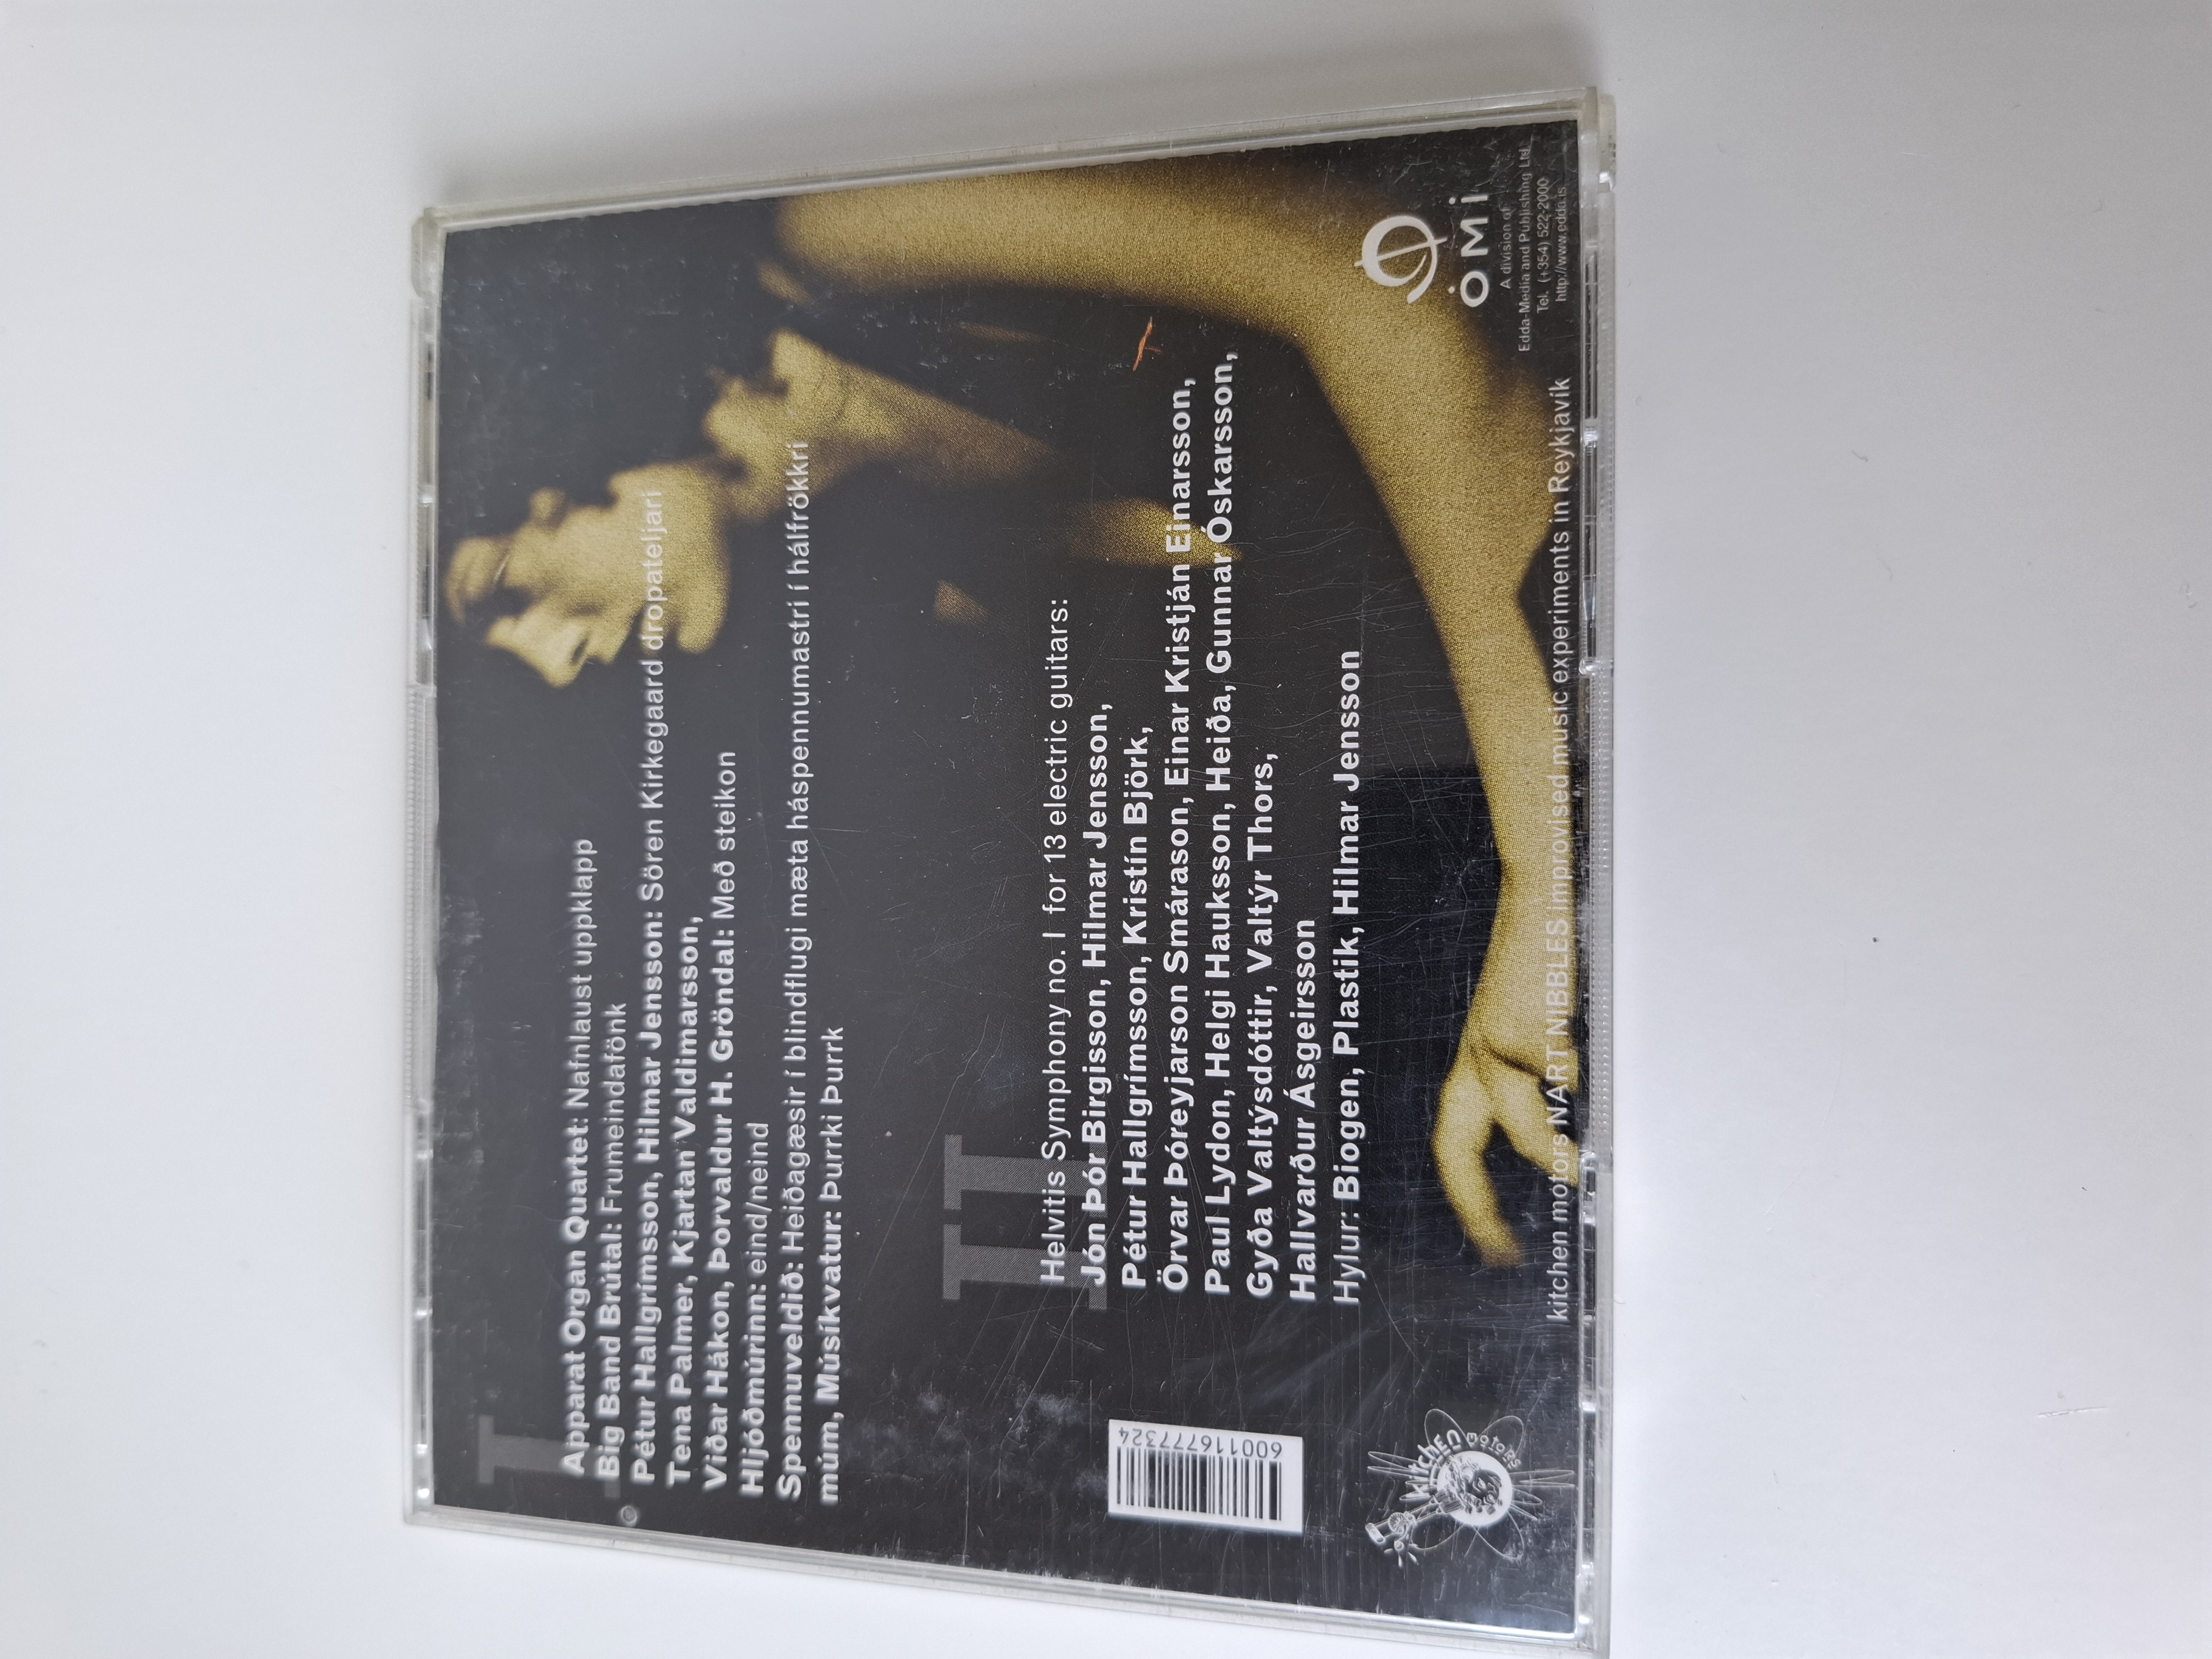 I
Apparat Organ Quartet: Nafnlaust uppklapp
Big Band Brútal: Frumeindafönk
Pétur Hallgrímsson, Hilmar Jensson: Sören Kirkegaard dropateljari
Tena Palmer, Kjartan Valdimarsson,
Viðar Hákon, Þorvaldur H. Gröndal: Með steikon
Hljóðmúrinn: eind/neind
Spennuveldið: Heiðagæsir í blindflugi mæta háspennumastri í hálfrökkri
múm, Músíkvatur: Þurrki Þurrk
II
Helvitis Symphony no. 1 for 13 electric guitars:
Jón Þór Birgisson, Hilmar Jensson,
Pétur Hallgrímsson, Kristín Björk,
Örvar Þóreyjarson Smárason, Einar Kristján Einarsson,
Paul Lydon, Helgi Hauksson, Heiða, Gunnar Óskarsson,
Gyða Valtýsdóttir, Valtýr Thors,
Hallvarður Ásgeirsson
Hylur: Biogen, Plastik, Hilmar Jensson
600116777324
kitchen motors
kitchen motors NART NIBBLES improvised music experiments in Reykjavik
ömi
A division of
Edda-Media and Publishing Ltd.
Tel. (+354) 522-2000
http://www.edda.is